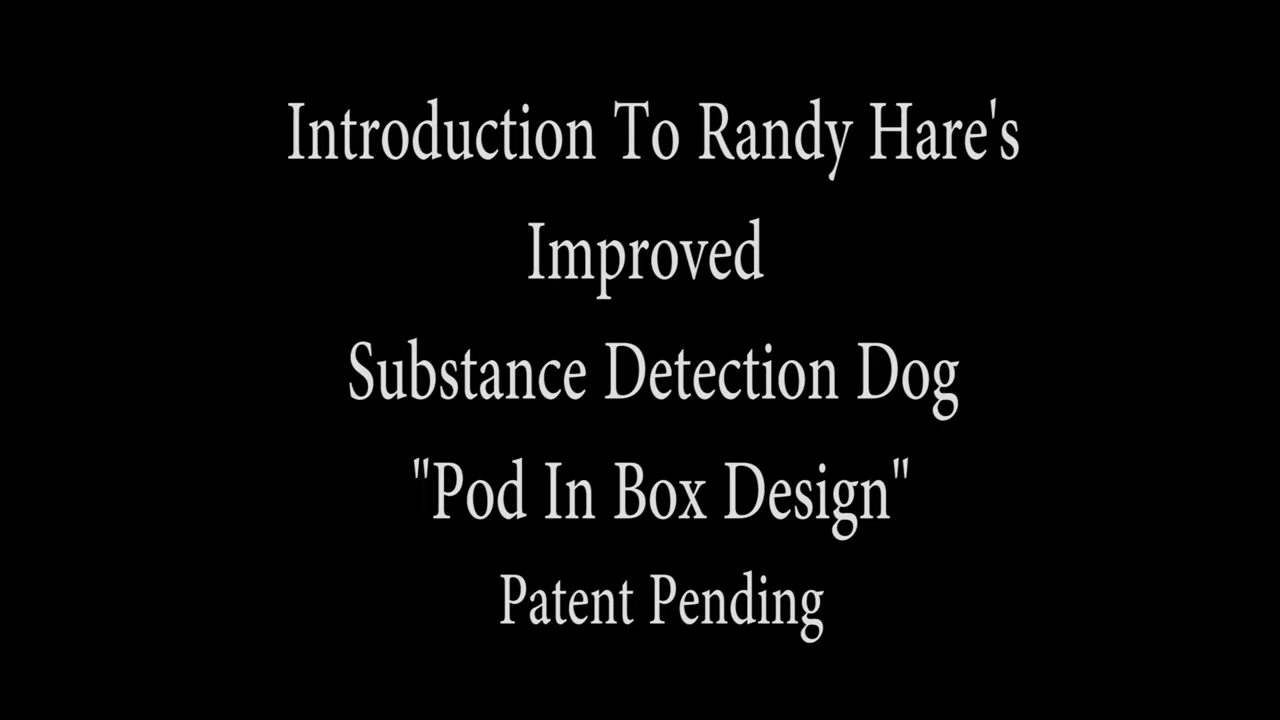 Introduction To Randy Hare's
Improved
Substance Detection Dog
"Pod In Box Design"
Patent Pending